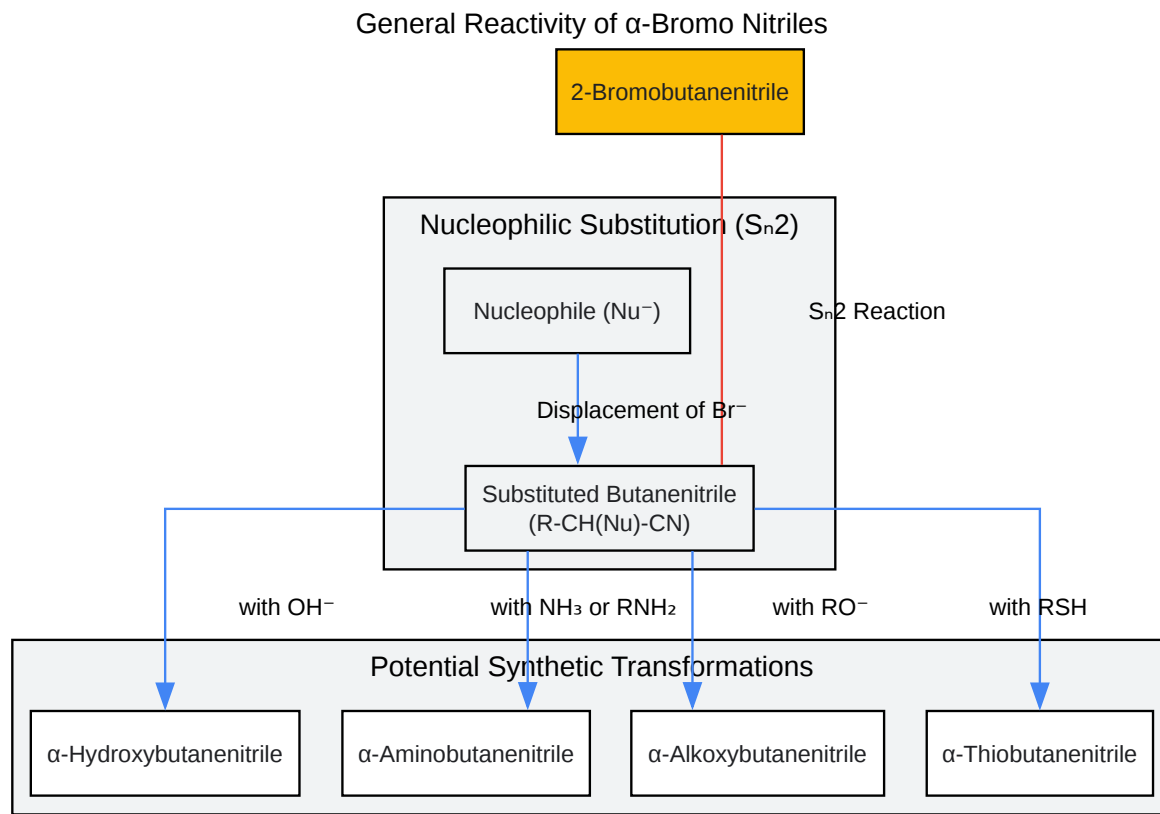 General Reactivity of α-Bromo Nitriles
2-Bromobutanenitrile
Nucleophilic Substitution (Sₙ2)
Nucleophile (Nu⁻)
Sₙ2 Reaction
Displacement of Br⁻
Substituted Butanenitrile
(R-CH(Nu)-CN)
with OH⁻
with NH₃ or RNH₂
with RO⁻
with RSH
Potential Synthetic Transformations
α-Hydroxybutanenitrile
α-Aminobutanenitrile
α-Alkoxybutanenitrile
α-Thiobutanenitrile